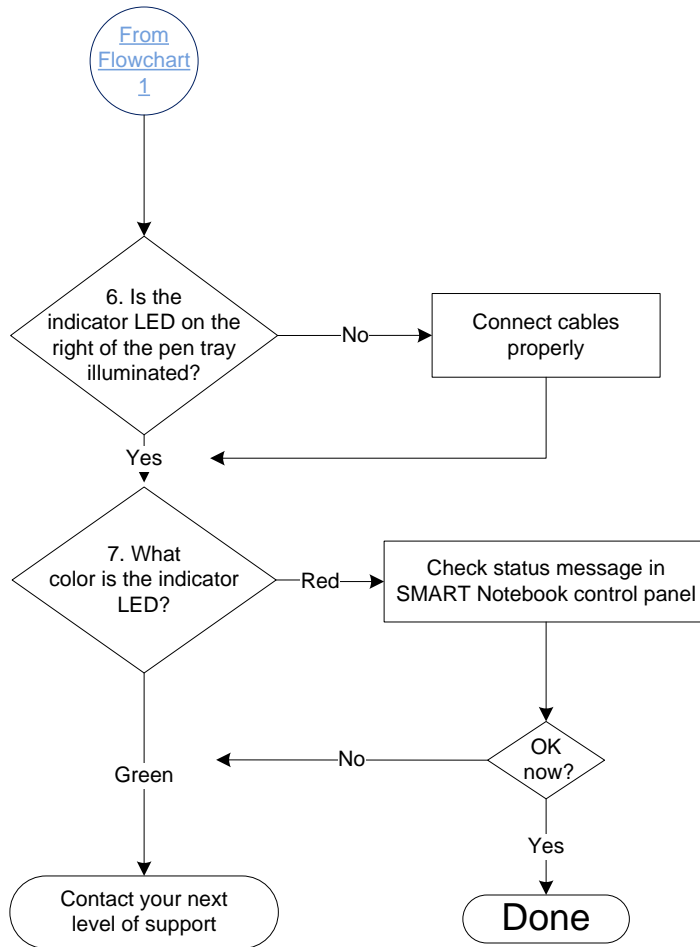 From
Flowchart
1
6. Is the
indicator LED on the
right of the pen tray
illuminated?
No
Connect cables
properly
Yes
7. What
color is the indicator
LED?
Red
Check status message in
SMART Notebook control panel
OK
now?
No
Green
Yes
Contact your next
level of support
Done